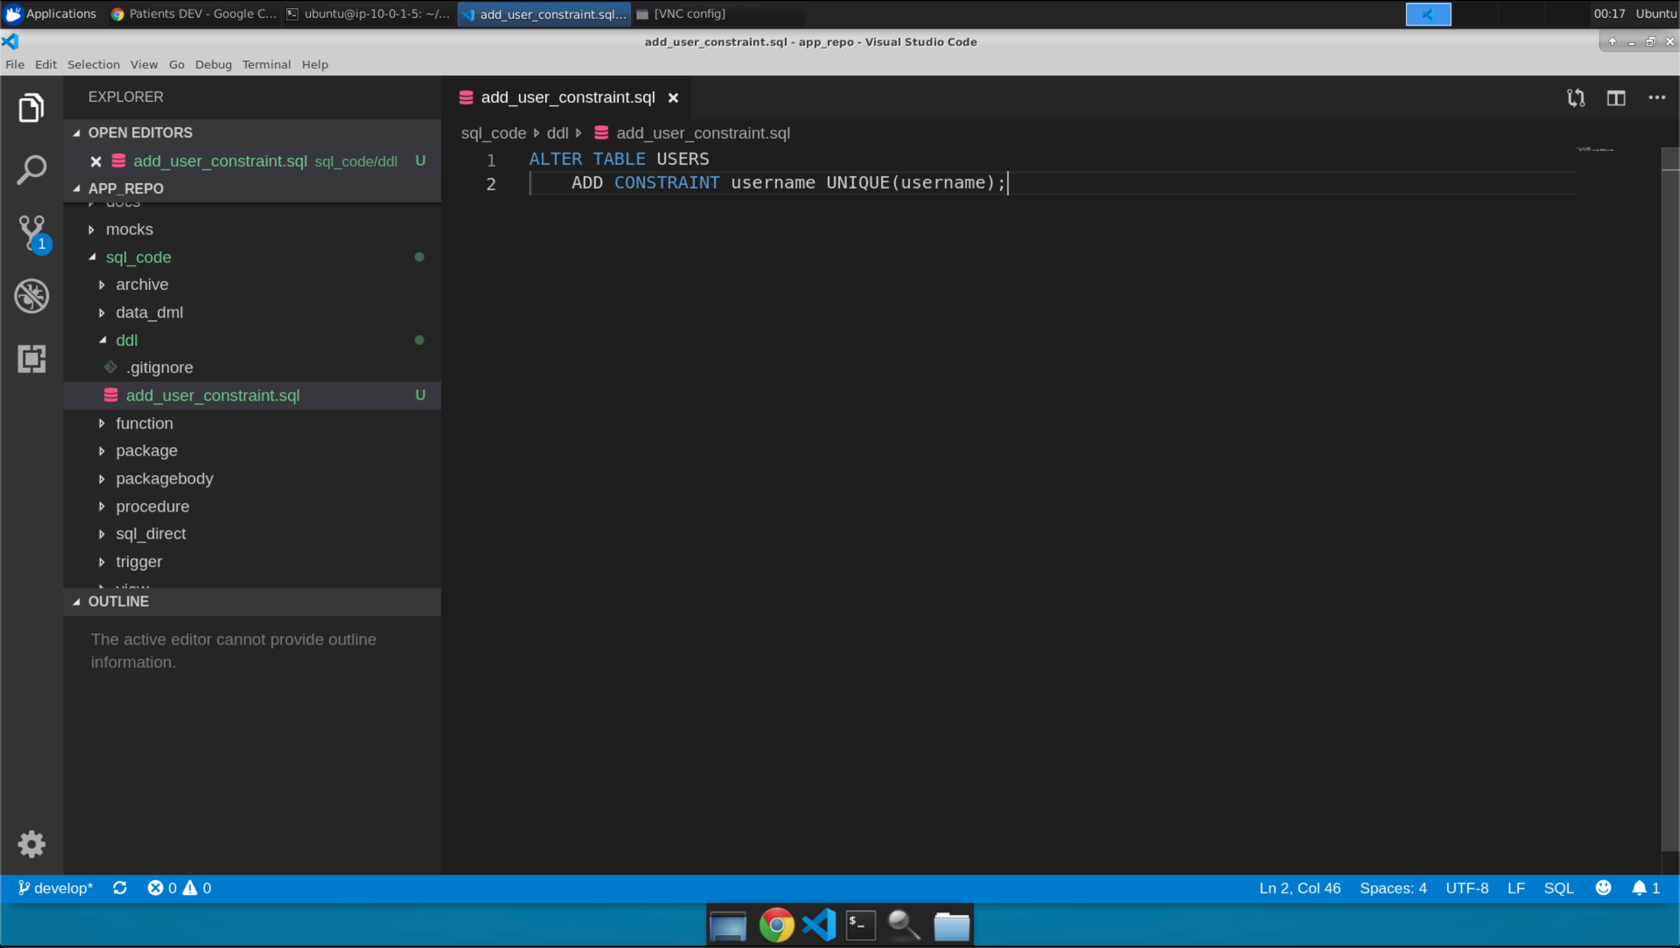 Applications Patients DEV - Google C... ubuntu@ip-10-0-1-5: ~/... add_user_constraint.sql... [VNC config] 00:17 Ubuntu
add_user_constraint.sql - app_repo - Visual Studio Code
File Edit Selection View Go Debug Terminal Help
EXPLORER
OPEN EDITORS
add_user_constraint.sql sql_code/ddl U
APP_REPO
docs
mocks
sql_code
archive
data_dml
ddl
.gitignore
add_user_constraint.sql U
function
package
packagebody
procedure
sql_direct
trigger
view
OUTLINE
The active editor cannot provide outline
information.
add_user_constraint.sql
sql_code ddl add_user_constraint.sql
1 ALTER TABLE USERS
2 ADD CONSTRAINT username UNIQUE(username);
1
develop* 0 0 Ln 2, Col 46 Spaces: 4 UTF-8 LF SQL 1
$-